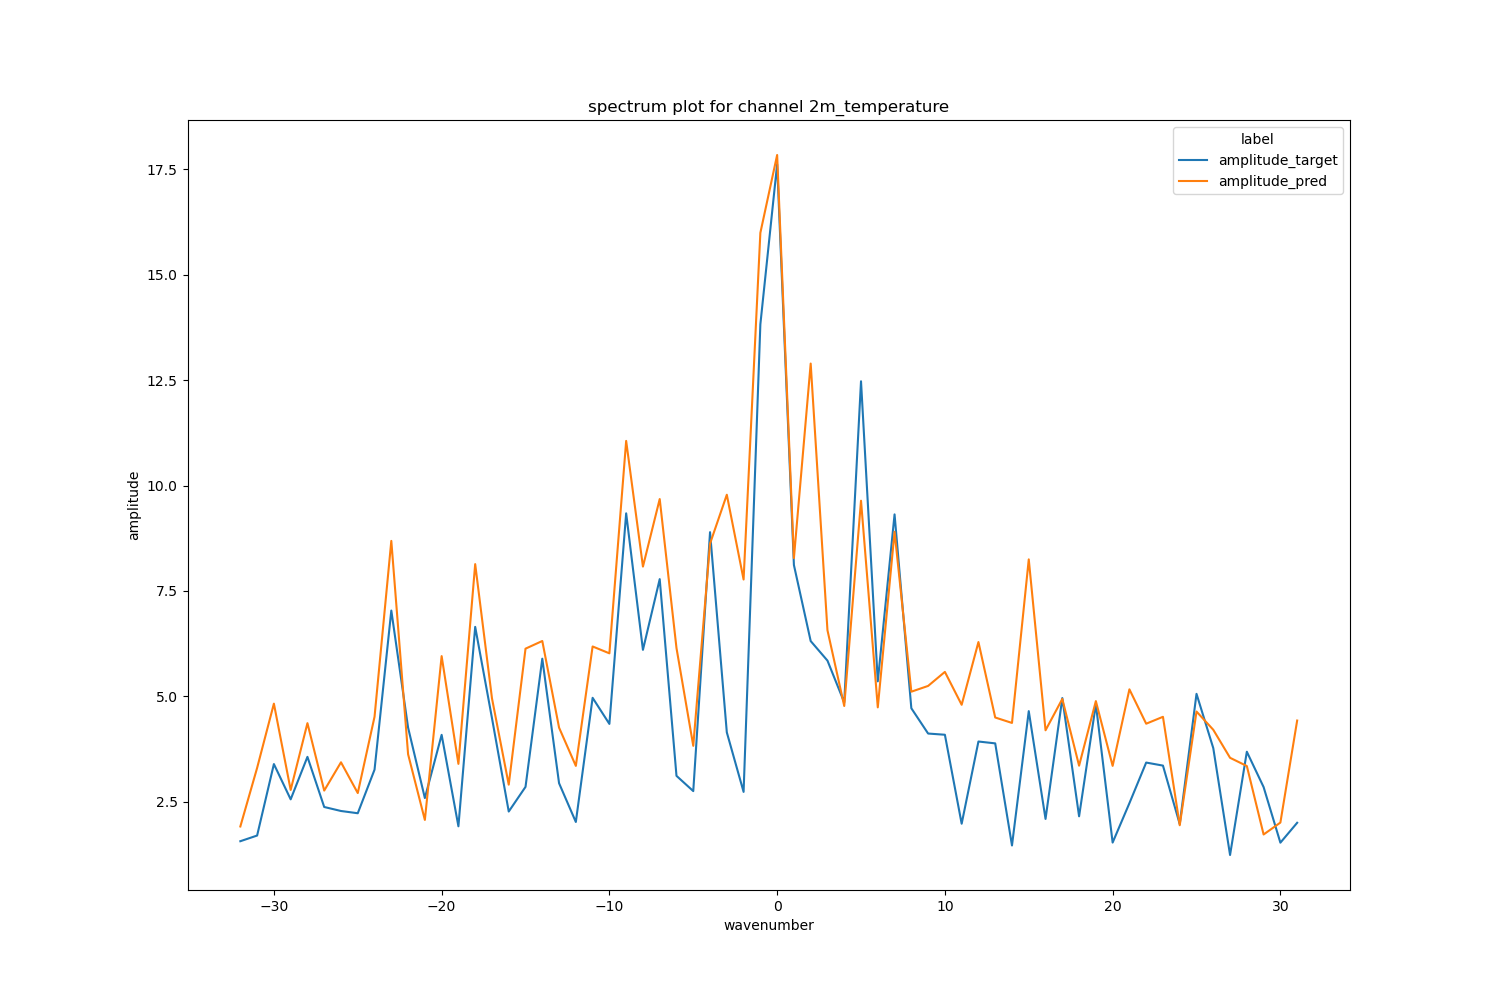 spectrum plot for channel 2m_temperature
label
amplitude_target
amplitude_pred
17.5
15.0
12.5
10.0
7.5
5.0
2.5
amplitude
−30
−20
−10
0
10
20
30
wavenumber